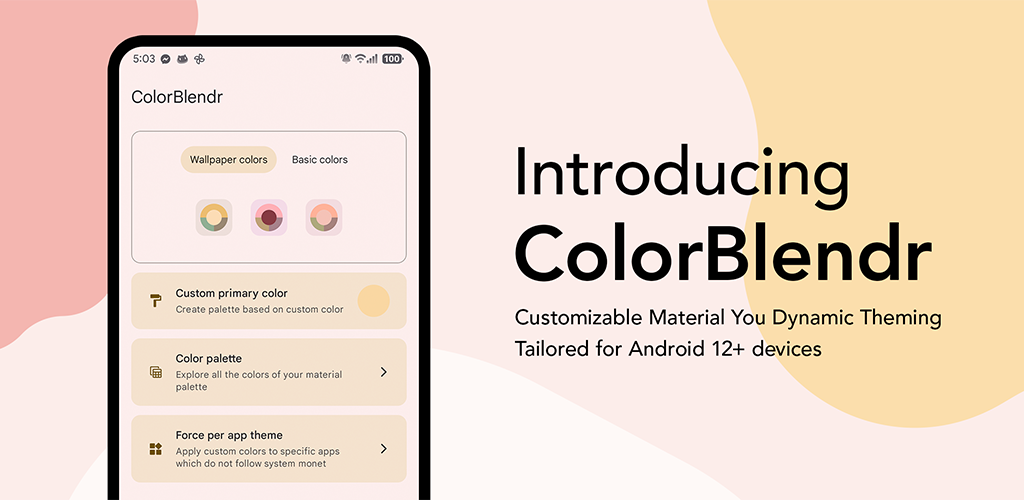 5:03
100
ColorBlendr
Wallpaper colors
Basic colors
Custom primary color
Create palette based on custom color
Color palette
Explore all the colors of your material
palette
Force per app theme
Apply custom colors to specific apps
which do not follow system monet
Introducing
ColorBlendr
Customizable Material You Dynamic Theming
Tailored for Android 12+ devices